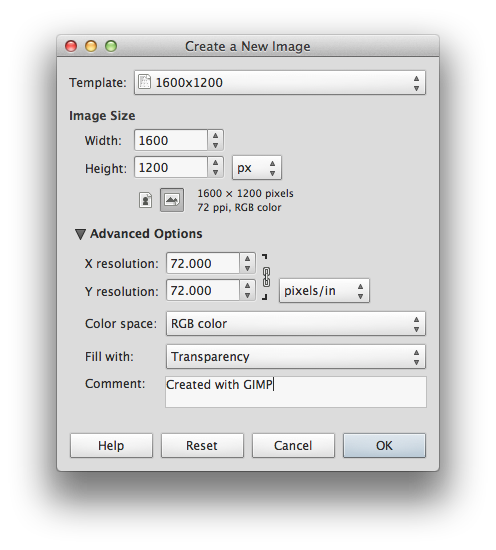 Create a New Image
Template: 1600x1200
Image Size
Width: 1600
Height: 1200 px
1600 × 1200 pixels
72 ppi, RGB color
Advanced Options
X resolution: 72.000
Y resolution: 72.000 pixels/in
Color space: RGB color
Fill with: Transparency
Comment: Created with GIMP
Help Reset Cancel OK